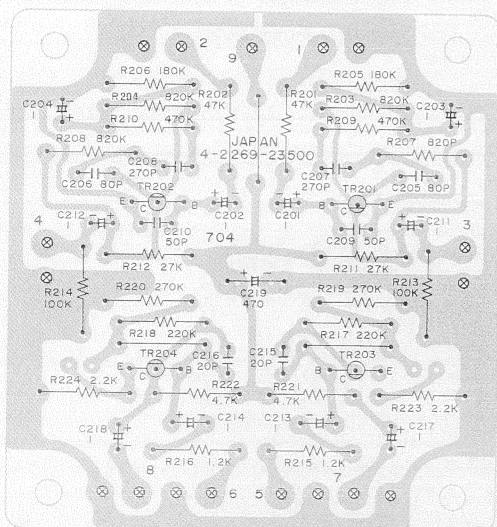 2 9 1
R206 180K R205 180K
C204 1 R204 820K R202 47K R201 47K R203 820K C203 1
R210 470K R209 470K
JAPAN
R208 820K R207 820P
4-2269-23500
C208 270P C207 270P
C206 80P TR202 TR201 C205 80P
E C B B C E
4 C212 1 C202 1 C201 1 C211 1 3
C210 50P C209 50P
704
R212 27K R211 27K
R214 100K R220 270K C219 470 R219 270K R213 100K
R218 220K R217 220K
TR204 C216 20P C215 20P TR203
E C B B C E
R224 2.2K R222 4.7K R221 4.7K R223 2.2K
C218 1 C214 1 C213 1 C217 1
R216 1.2K R215 1.2K
8 7
6 5